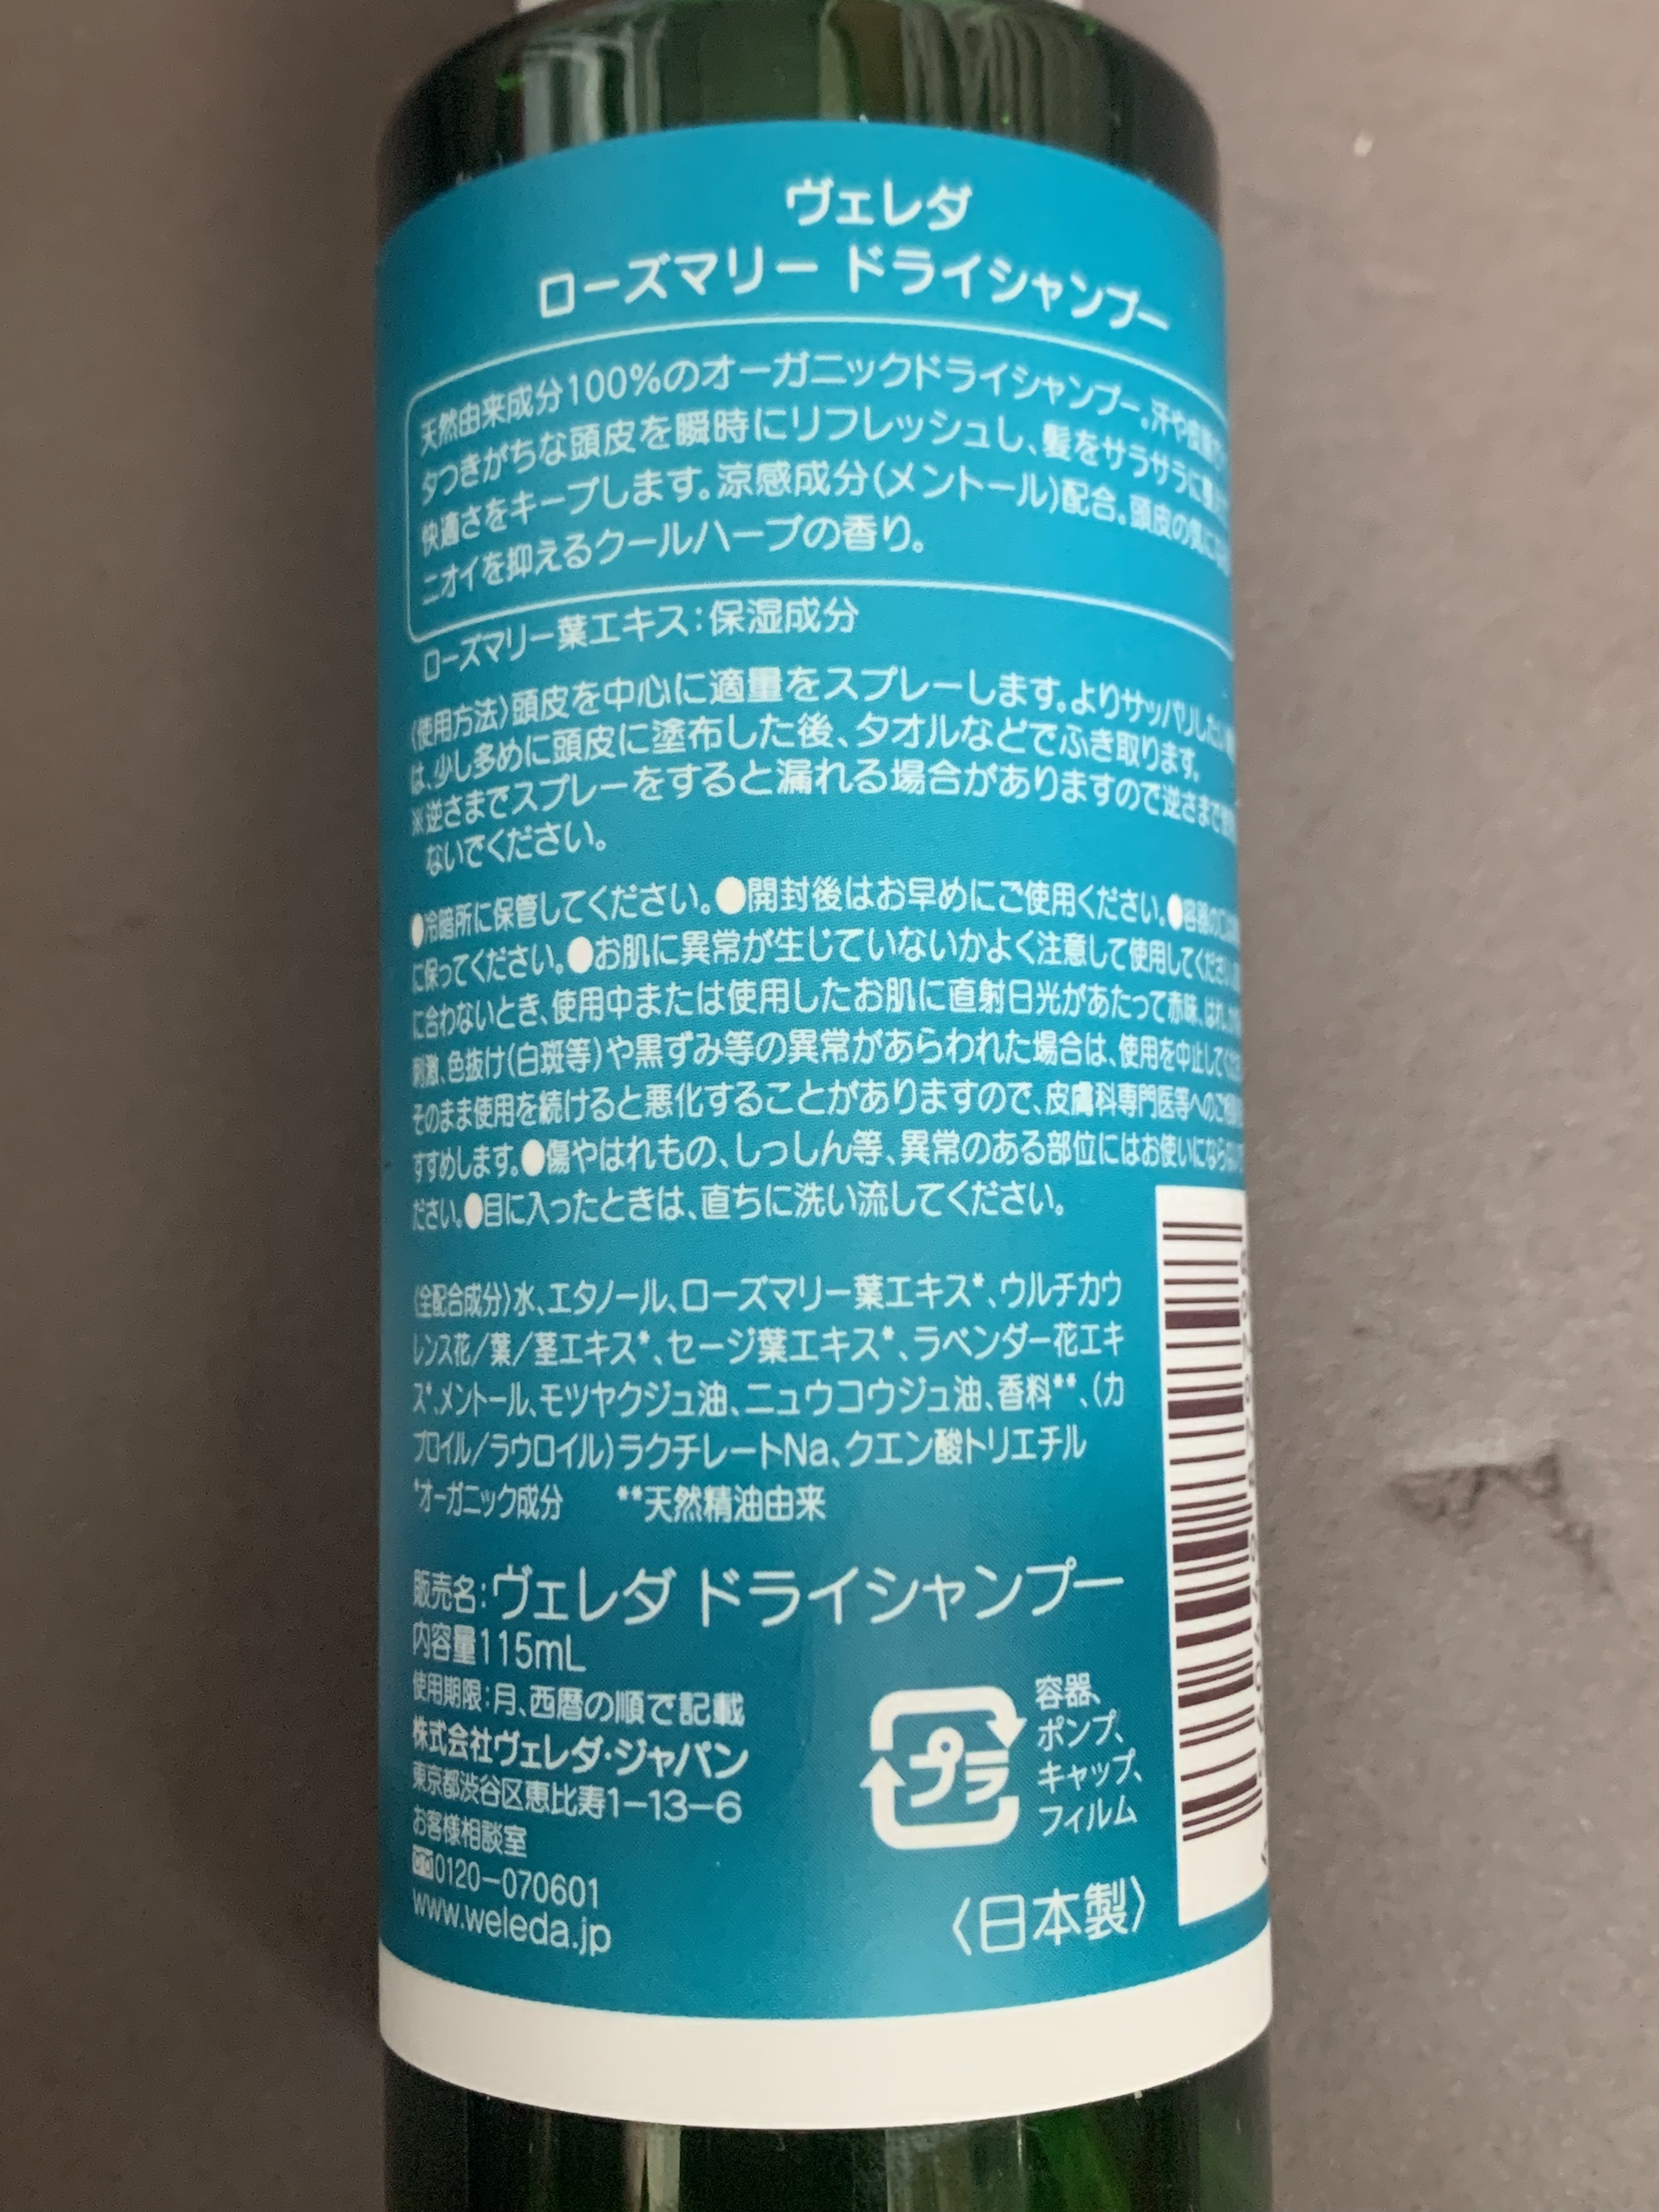 ヴェレダ
ローズマリー ドライシャンプー
天然由来成分100%のオーガニックドライシャンプー。汗や皮脂で
タつきがちな頭皮を瞬時にリフレッシュし、髪をサラサラに
快適さをキープします。涼感成分(メントール)配合。頭皮の気に
ニオイを抑えるクールハーブの香り。
ローズマリー葉エキス:保湿成分
〈使用方法〉頭皮を中心に適量をスプレーします。よりサッパリしたい
は、少し多めに頭皮に塗布した後、タオルなどでふき取ります。
※逆さまでスプレーをすると漏れる場合がありますので逆さまで
ないでください。
●冷暗所に保管してください。●開封後はお早めにご使用ください。●容器の口
に保ってください。●お肌に異常が生じていないかよく注意して使用してください
に合わないとき、使用中または使用したお肌に直射日光があたって赤味、はれ、
刺激、色抜け(白斑等)や黒ずみ等の異常があらわれた場合は、使用を中止してくだ
そのまま使用を続けると悪化することがありますので、皮膚科専門医等へのご相談
すすめします。●傷やはれもの、しっしん等、異常のある部位にはお使いにならない
ださい。●目に入ったときは、直ちに洗い流してください。
〈全配合成分〉水、エタノール、ローズマリー葉エキス*、ウルチカウ
レンス花/葉/茎エキス*、セージ葉エキス*、ラベンダー花エキ
ス*、メントール、モツヤクジュ油、ニュウコウジュ油、香料**、(カ
プロイル/ラウロイル)ラクチレートNa、クエン酸トリエチル
*オーガニック成分 **天然精油由来
販売名:ヴェレダ ドライシャンプー
内容量115mL
使用期限:月、西暦の順で記載
株式会社ヴェレダ・ジャパン
東京都渋谷区恵比寿1-13-6
お客様相談室
0120-070601
www.weleda.jp
プラ
容器、
ポンプ、
キャップ、
フィルム
〈日本製〉